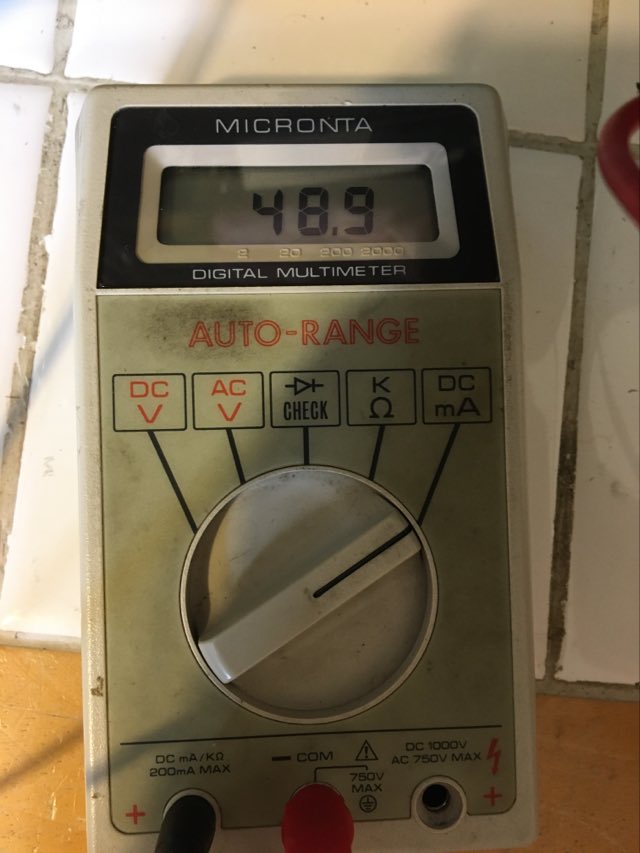 MICRONTA
48.9
2 20 200 2000
DIGITAL MULTIMETER
AUTO-RANGE
DC V
AC V
CHECK
K Ω
DC mA
DC mA/KΩ
200mA MAX
— COM
750V
MAX
DC 1000V
AC 750V MAX
+
+